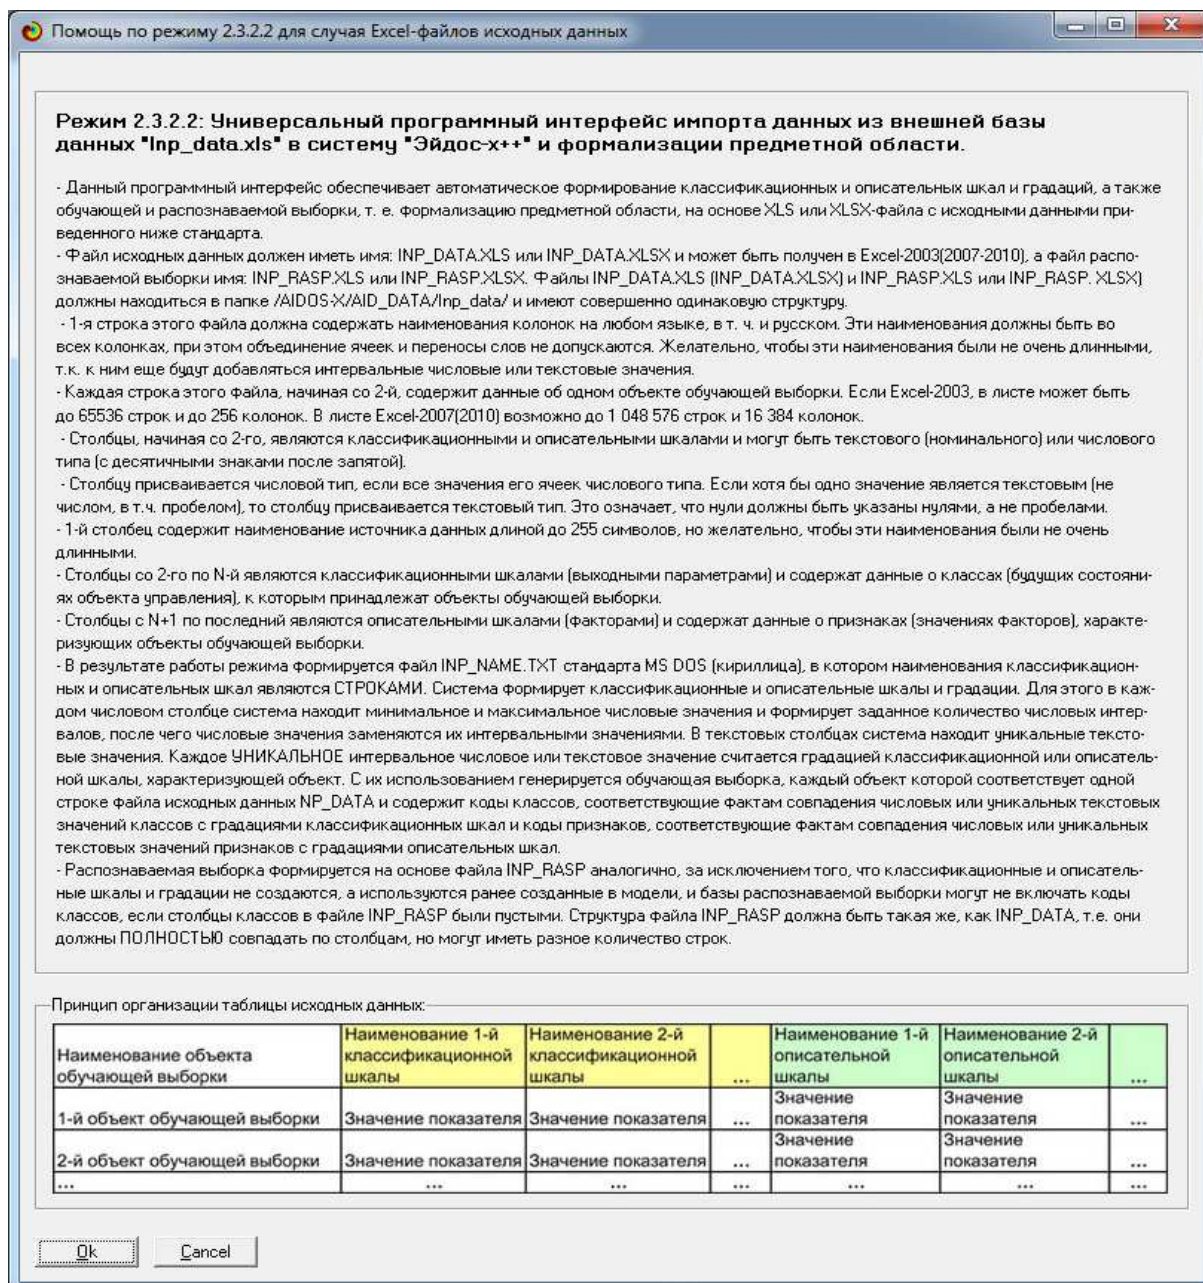 Помощь по режиму 2.3.2.2 для случая Excel-файлов исходных данных
Режим 2.3.2.2: Универсальный программный интерфейс импорта данных из внешней базы
данных "Inp_data.xls" в систему "Эйдос-х++" и формализации предметной области.
- Данный программный интерфейс обеспечивает автоматическое формирование классификационных и описательных шкал и градаций, а также
обучающей и распознаваемой выборки, т. е. формализацию предметной области, на основе XLS или XLSX-файла с исходными данными при-
веденного ниже стандарта.
- Файл исходных данных должен иметь имя: INP_DATA.XLS или INP_DATA.XLSX и может быть получен в Excel-2003(2007-2010), а файл распо-
знаваемой выборки имя: INP_RASP.XLS или INP_RASP.XLSX. Файлы INP_DATA.XLS (INP_DATA.XLSX) и INP_RASP.XLS или INP_RASP. XLSX)
должны находиться в папке /AIDOS-X/AID_DATA/Inp_data/ и имеют совершенно одинаковую структуру.
- 1-я строка этого файла должна содержать наименования колонок на любом языке, в т. ч. и русском. Эти наименования должны быть во
всех колонках, при этом объединение ячеек и переносы слов не допускаются. Желательно, чтобы эти наименования были не очень длинными,
т.к. к ним еще будут добавляться интервальные числовые или текстовые значения.
- Каждая строка этого файла, начиная со 2-й, содержит данные об одном объекте обучающей выборки. Если Excel-2003, в листе может быть
до 65536 строк и до 256 колонок. В листе Excel-2007(2010) возможно до 1 048 576 строк и 16 384 колонок.
- Столбцы, начиная со 2-го, являются классификационными и описательными шкалами и могут быть текстового (номинального) или числового
типа (с десятичными знаками после запятой).
- Столбцу присваивается числовой тип, если все значения его ячеек числового типа. Если хотя бы одно значение является текстовым (не
числом, в т.ч. пробелом), то столбцу присваивается текстовый тип. Это означает, что нули должны быть указаны нулями, а не пробелами.
- 1-й столбец содержит наименование источника данных длиной до 255 символов, но желательно, чтобы эти наименования были не очень
длинными.
- Столбцы со 2-го по N-й являются классификационными шкалами (выходными параметрами) и содержат данные о классах (будущих состояни-
ях объекта управления), к которым принадлежат объекты обучающей выборки.
- Столбцы с N+1 по последний являются описательными шкалами (факторами) и содержат данные о признаках (значениях факторов), характе-
ризующих объекты обучающей выборки.
- В результате работы режима формируется файл INP_NAME.TXT стандарта MS DOS (кириллица), в котором наименования классификацион-
ных и описательных шкал являются СТРОКАМИ. Система формирует классификационные и описательные шкалы и градации. Для этого в каж-
дом числовом столбце система находит минимальное и максимальное числовые значения и формирует заданное количество числовых интер-
валов, после чего числовые значения заменяются их интервальными значениями. В текстовых столбцах система находит уникальные тексто-
вые значения. Каждое УНИКАЛЬНОЕ интервальное числовое или текстовое значение считается градацией классификационной или описатель-
ной шкалы, характеризующей объект. С их использованием генерируется обучающая выборка, каждый объект которой соответствует одной
строке файла исходных данных NP_DATA и содержит коды классов, соответствующие фактам совпадения числовых или уникальных текстовых
значений классов с градациями классификационных шкал и коды признаков, соответствующие фактам совпадения числовых или уникальных
текстовых значений признаков с градациями описательных шкал.
- Распознаваемая выборка формируется на основе файла INP_RASP аналогично, за исключением того, что классификационные и описатель-
ные шкалы и градации не создаются, а используются ранее созданные в модели, и базы распознаваемой выборки могут не включать коды
классов, если столбцы классов в файле INP_RASP были пустыми. Структура файла INP_RASP должна быть такая же, как INP_DATA, т.е. они
должны ПОЛНОСТЬЮ совпадать по столбцам, но могут иметь разное количество строк.
Принцип организации таблицы исходных данных:
Наименование объекта
обучающей выборки
Наименование 1-й
классификационной
шкалы
Наименование 2-й
классификационной
шкалы
...
Наименование 1-й
описательной
шкалы
Наименование 2-й
описательной
шкалы
...
1-й объект обучающей выборки
Значение показателя
Значение показателя
...
Значение
показателя
Значение
показателя
...
2-й объект обучающей выборки
Значение показателя
Значение показателя
...
Значение
показателя
Значение
показателя
...
...
...
...
...
...
...
...
Ok
Cancel